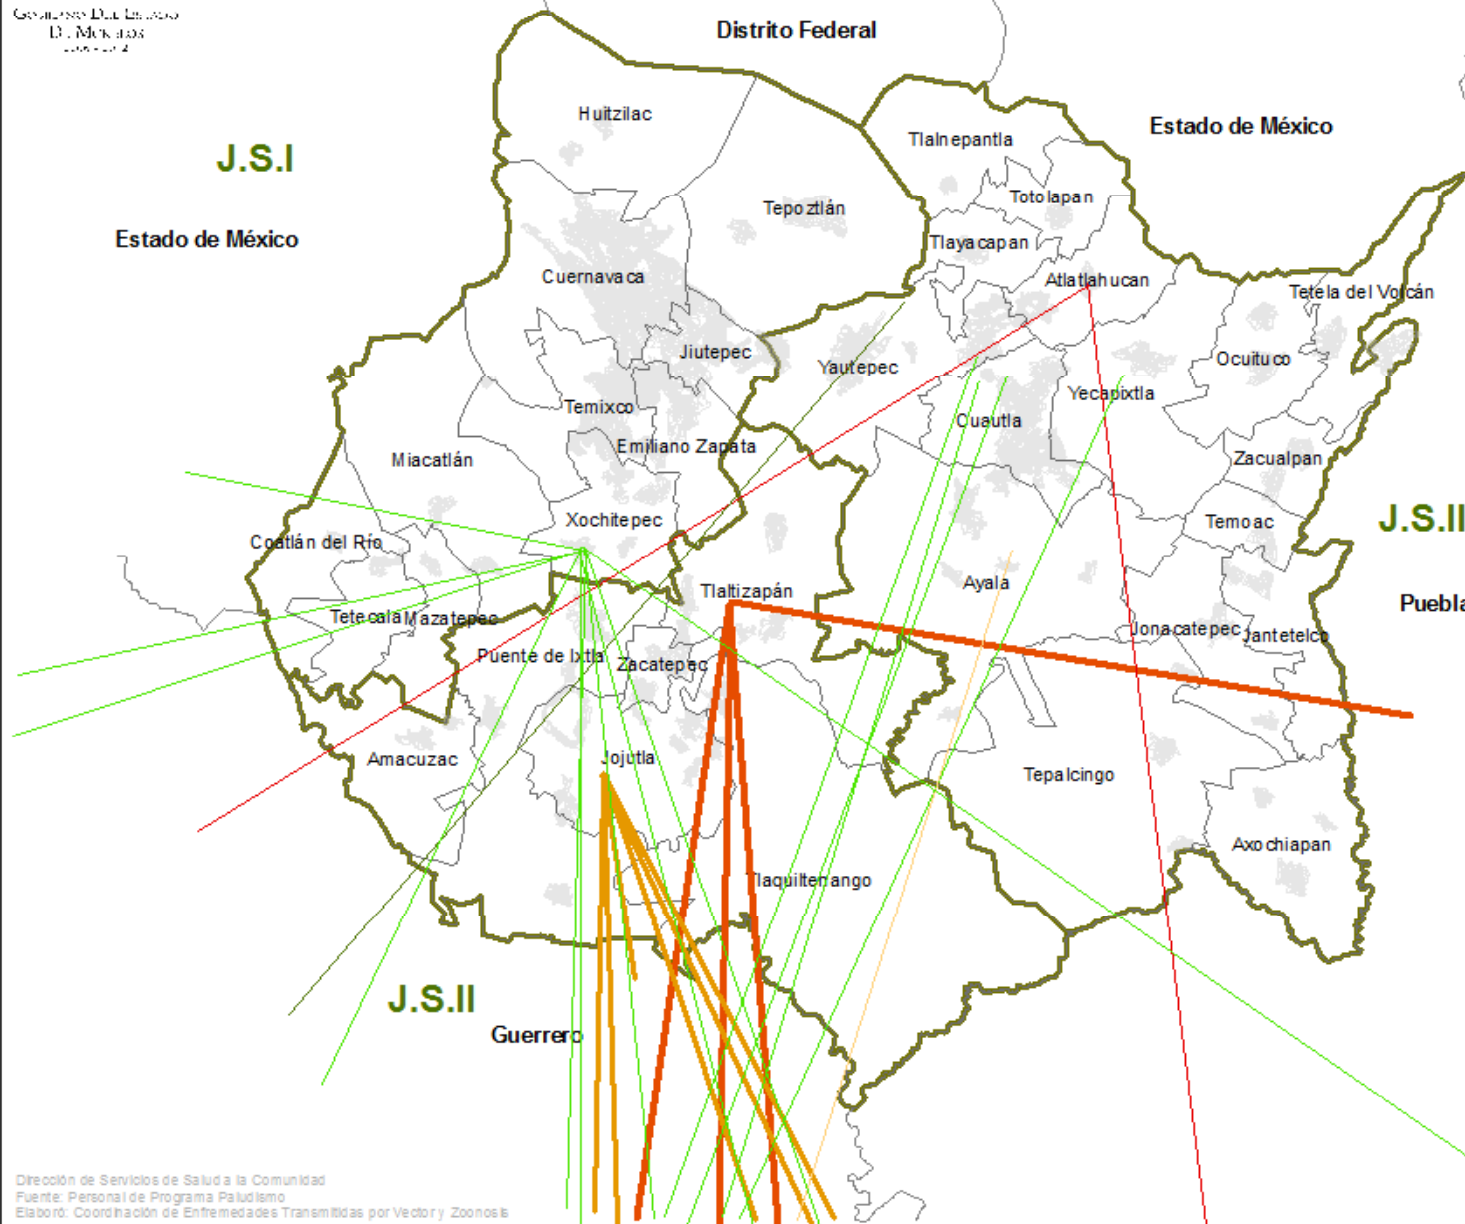 Distrito Federal
Huitzilac
Estado de México
Tlalnepantla
J.S.I
Totolapan
Tepoztlán
Estado de México
Tlayacapan
Cuernavaca
Atlatlahucan
Tetela del Volcán
Jiutepec
Yautepec
Ocuituco
Yecapixtla
Temixco
Cuautla
Emiliano Zapata
Miacatlán
Zacualpan
Xochitepec
Temoac
J.S.II
Coatlán del Río
Ayala
Tlaltizapán
Puebla
Tetecala
Mazatepec
Jonacatepec
Jantetelco
Puente de Ixtla
Zacatepec
Amacuzac
Jojutla
Tepalcingo
Axochiapan
Tlaquiltenango
J.S.II
Guerrero
Dirección de Servicios de Salud a la Comunidad
Fuente: Personal de Programa Paludismo
Elaboró: Coordinación de Enfremedades Transmitidas por Vector y Zoonosis